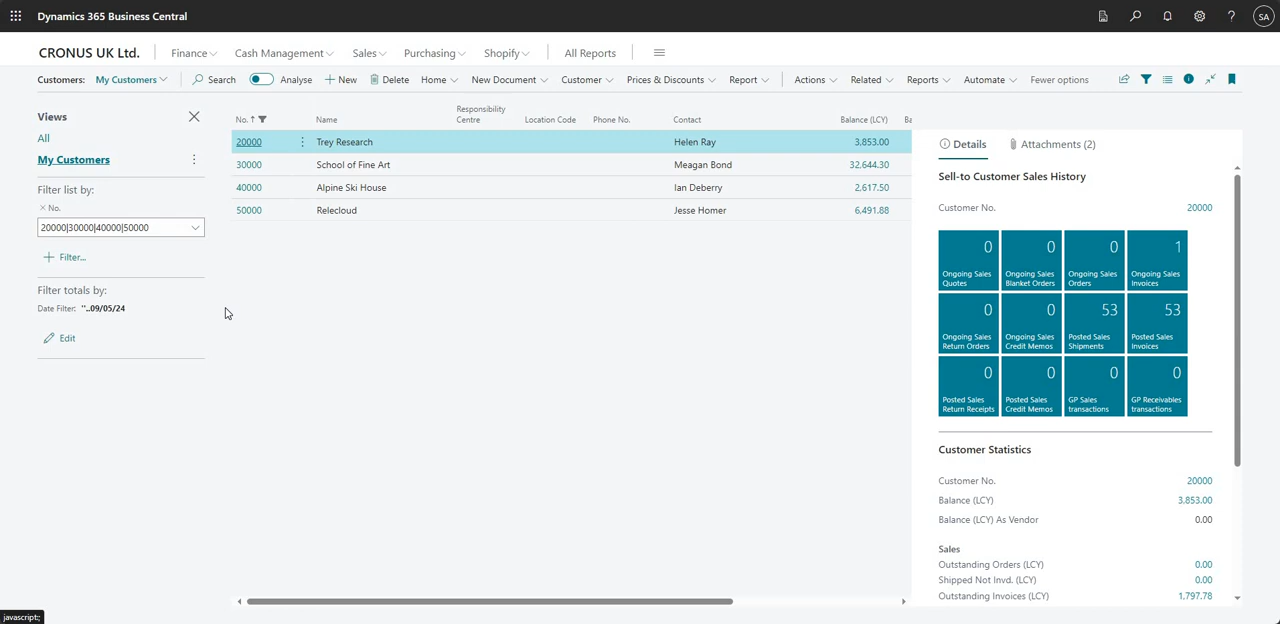 Dynamics 365 Business Central
SA
CRONUS UK Ltd.
Finance
Cash Management
Sales
Purchasing
Shopify
All Reports
Customers:
My Customers
Search
Analyse
New
Delete
Home
New Document
Customer
Prices & Discounts
Report
Actions
Related
Reports
Automate
Fewer options
Views
All
My Customers
Filter list by:
× No.
20000|30000|40000|50000
Filter...
Filter totals by:
Date Filter: ''..09/05/24
Edit
No. ↑
Name
Responsibility
Centre
Location Code
Phone No.
Contact
Balance (LCY)
Ba
20000 Trey Research Helen Ray 3,853.00
30000 School of Fine Art Meagan Bond 32,644.30
40000 Alpine Ski House Ian Deberry 2,617.50
50000 Relecloud Jesse Homer 6,491.88
Details
Attachments (2)
Sell-to Customer Sales History
Customer No. 20000
0
Ongoing Sales
Quotes
0
Ongoing Sales
Blanket Orders
0
Ongoing Sales
Orders
1
Ongoing Sales
Invoices
0
Ongoing Sales
Return Orders
0
Ongoing Sales
Credit Memos
53
Posted Sales
Shipments
53
Posted Sales
Invoices
0
Posted Sales
Return Receipts
0
Posted Sales
Credit Memos
0
GP Sales
transactions
0
GP Receivables
transactions
Customer Statistics
Customer No. 20000
Balance (LCY) 3,853.00
Balance (LCY) As Vendor 0.00
Sales
Outstanding Orders (LCY) 0.00
Shipped Not Invd. (LCY) 0.00
Outstanding Invoices (LCY) 1,797.78
javascript:;